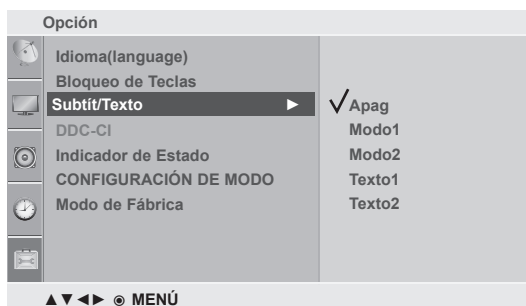 Opción
Idioma(language)
Bloqueo de Teclas
Subtít/Texto ►
DDC-CI
Indicador de Estado
CONFIGURACIÓN DE MODO
Modo de Fábrica
✓Apag
Modo1
Modo2
Texto1
Texto2
▲▼◄► ◉ MENÚ